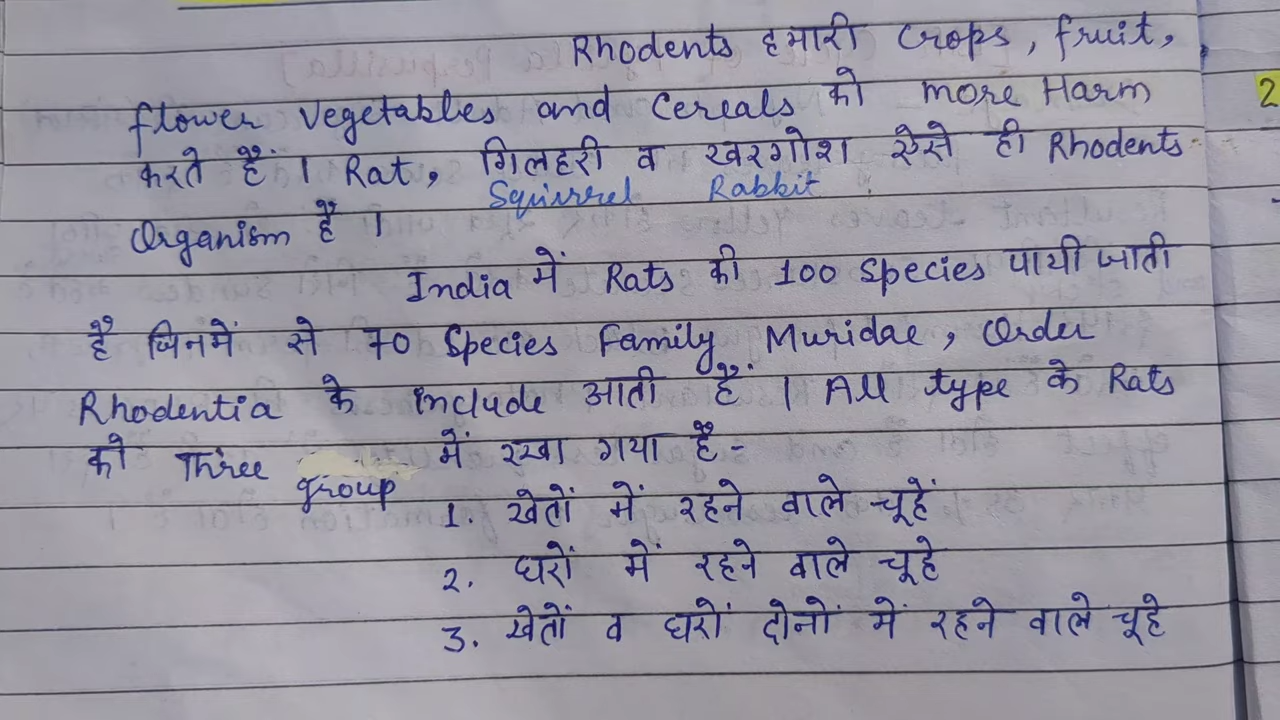 Rhodents हमारी crops, fruit,
flower vegetables and cereals को more Harm
करते हैं । Rat, गिलहरी व खरगोश ऐसे ही Rhodents
Squirrel Rabbit
Organism हैं ।
India में Rats की 100 Species पायी जाती
हैं जिनमें से 70 Species Family Muridae, Order
Rhodentia के include आती हैं । All type के Rats
को Three group में रखा गया है -
1. खेतों में रहने वाले चूहें
2. घरों में रहने वाले चूहे
3. खेतों व घरों दोनों में रहने वाले चूहे
2